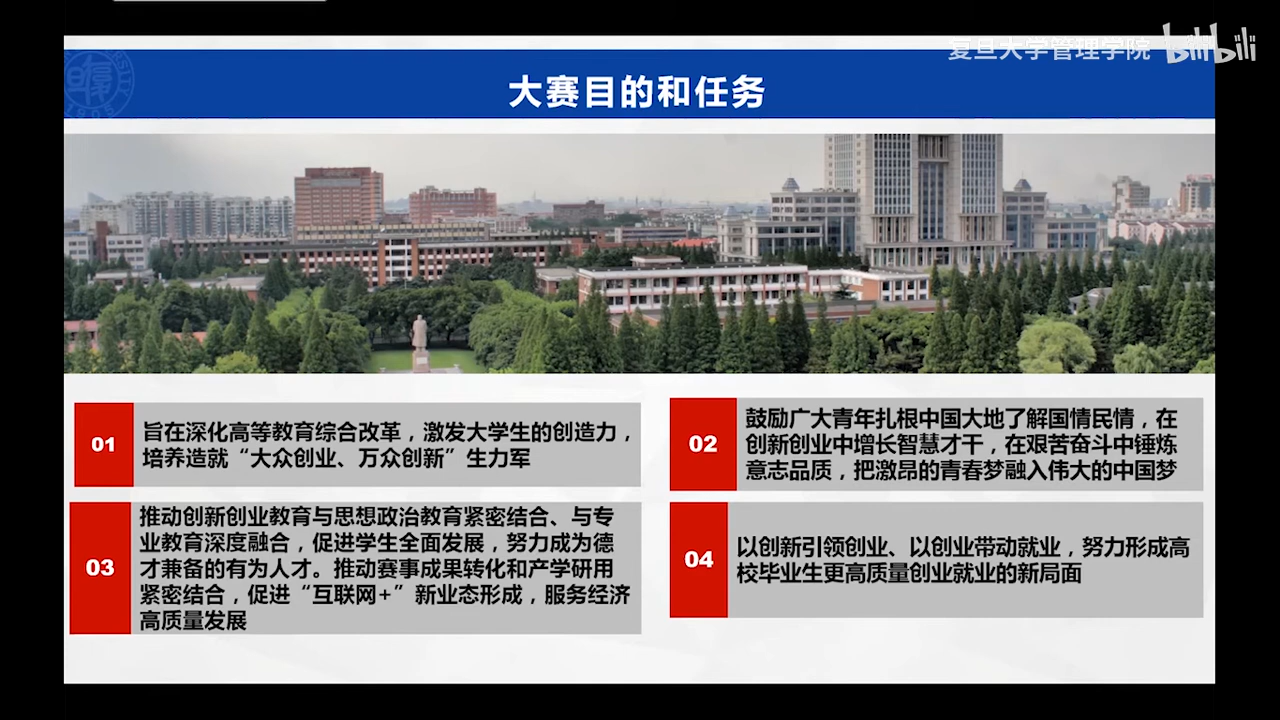 复旦大学管理学院 bilibili
大赛目的和任务
01
旨在深化高等教育综合改革，激发大学生的创造力，
培养造就“大众创业、万众创新”生力军
02
鼓励广大青年扎根中国大地了解国情民情，在
创新创业中增长智慧才干，在艰苦奋斗中锤炼
意志品质，把激昂的青春梦融入伟大的中国梦
03
推动创新创业教育与思想政治教育紧密结合、与专
业教育深度融合，促进学生全面发展，努力成为德
才兼备的有为人才。推动赛事成果转化和产学研用
紧密结合，促进“互联网+”新业态形成，服务经济
高质量发展
04
以创新引领创业、以创业带动就业，努力形成高
校毕业生更高质量创业就业的新局面